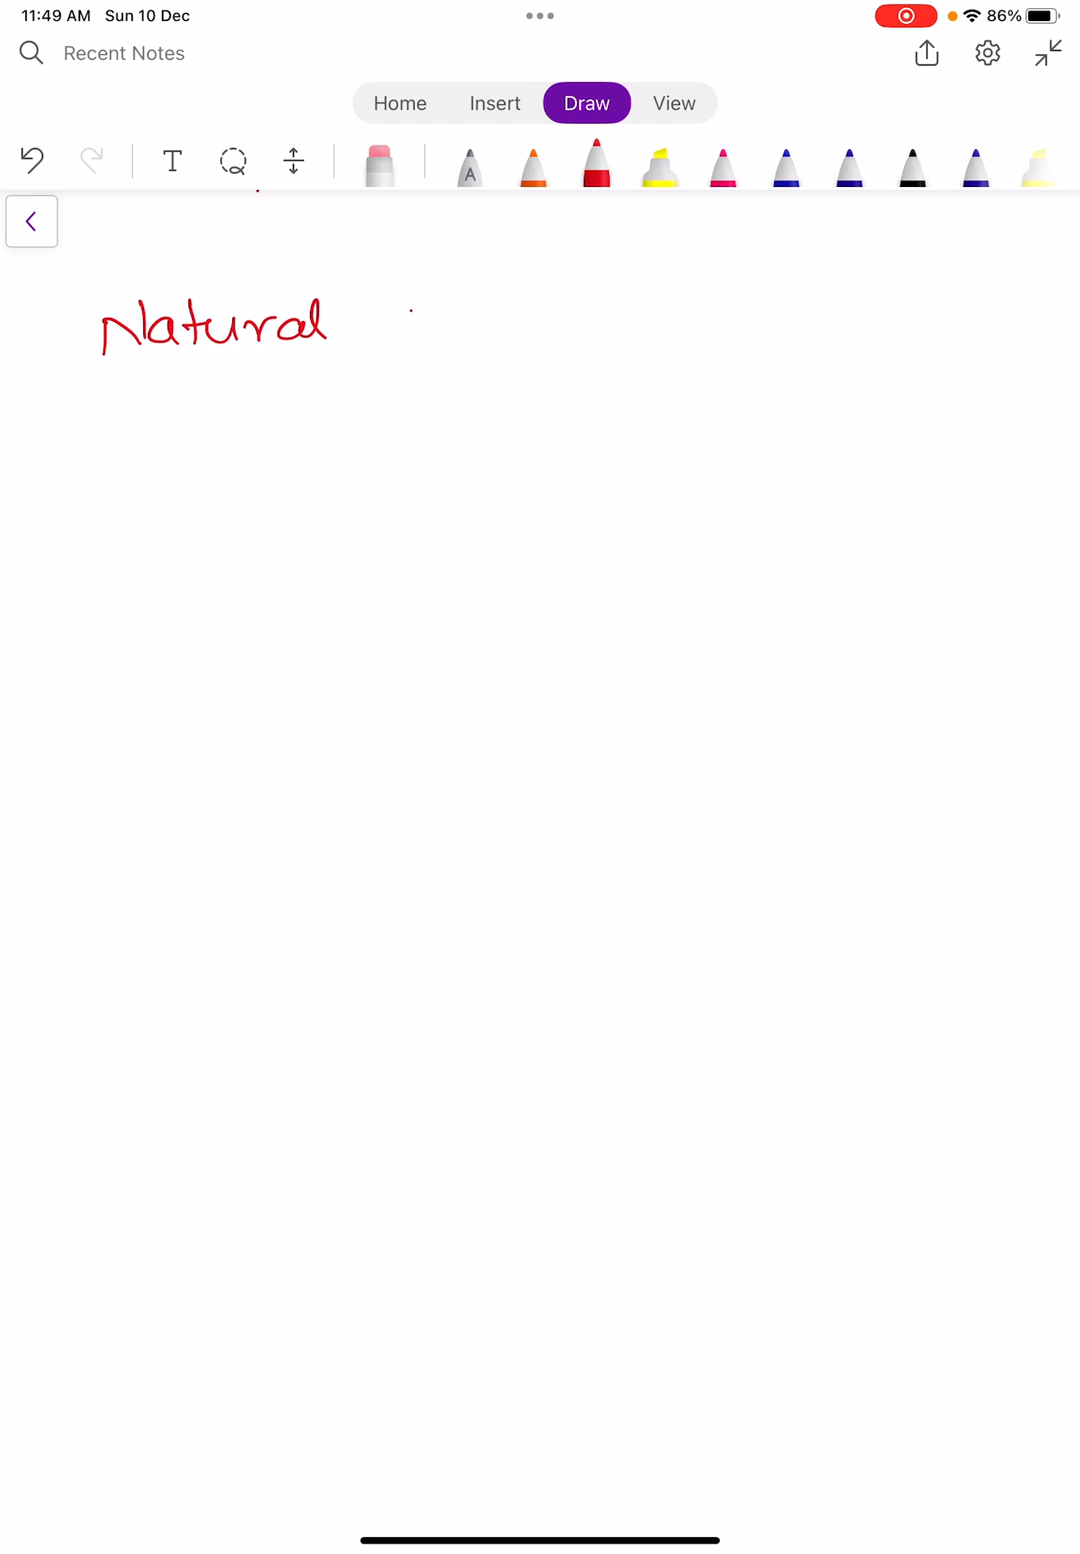 11:49 AM Sun 10 Dec 86%
Recent Notes
Home Insert Draw View
T A
Natural